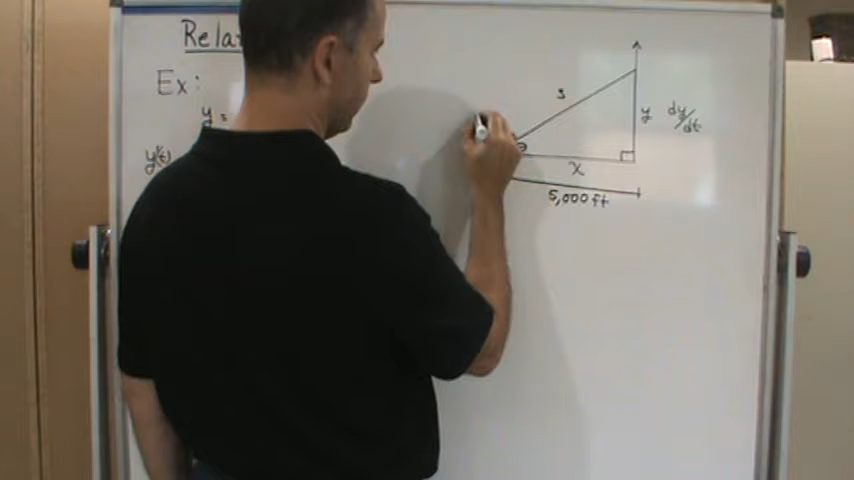 Rela
Ex:
y =
y(t)
s
y
dy/dt
θ
x
5,000 ft